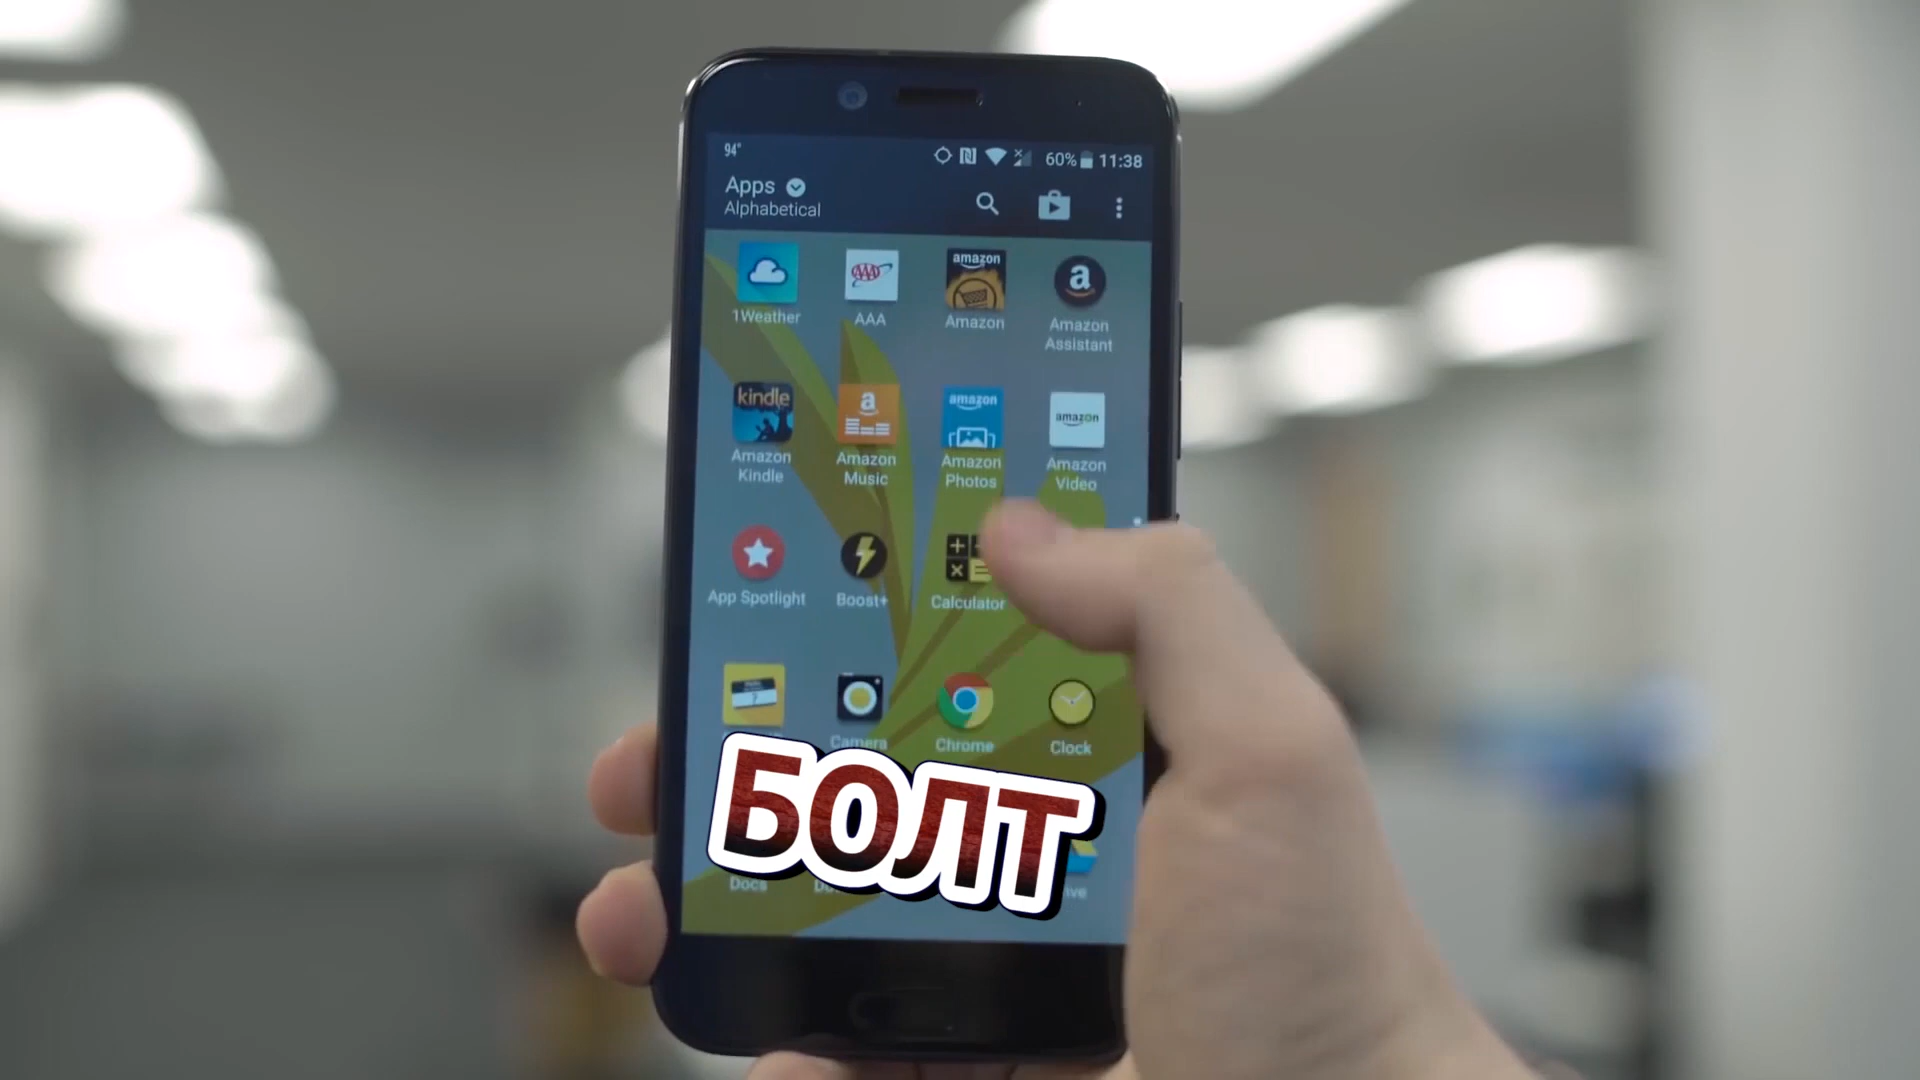 94°
60% 11:38
Apps
Alphabetical
amazon
a
1Weather AAA Amazon Amazon Assistant
kindle
a
amazon
amazon
Amazon Kindle Amazon Music Amazon Photos Amazon Video
App Spotlight Boost+ Calculator
7
Camera Chrome Clock
БОЛТ
Docs